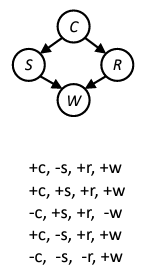 C
S R
W
+c, -s, +r, +w
+c, +s, +r, +w
-c, +s, +r, -w
+c, -s, +r, +w
-c, -s, -r, +w